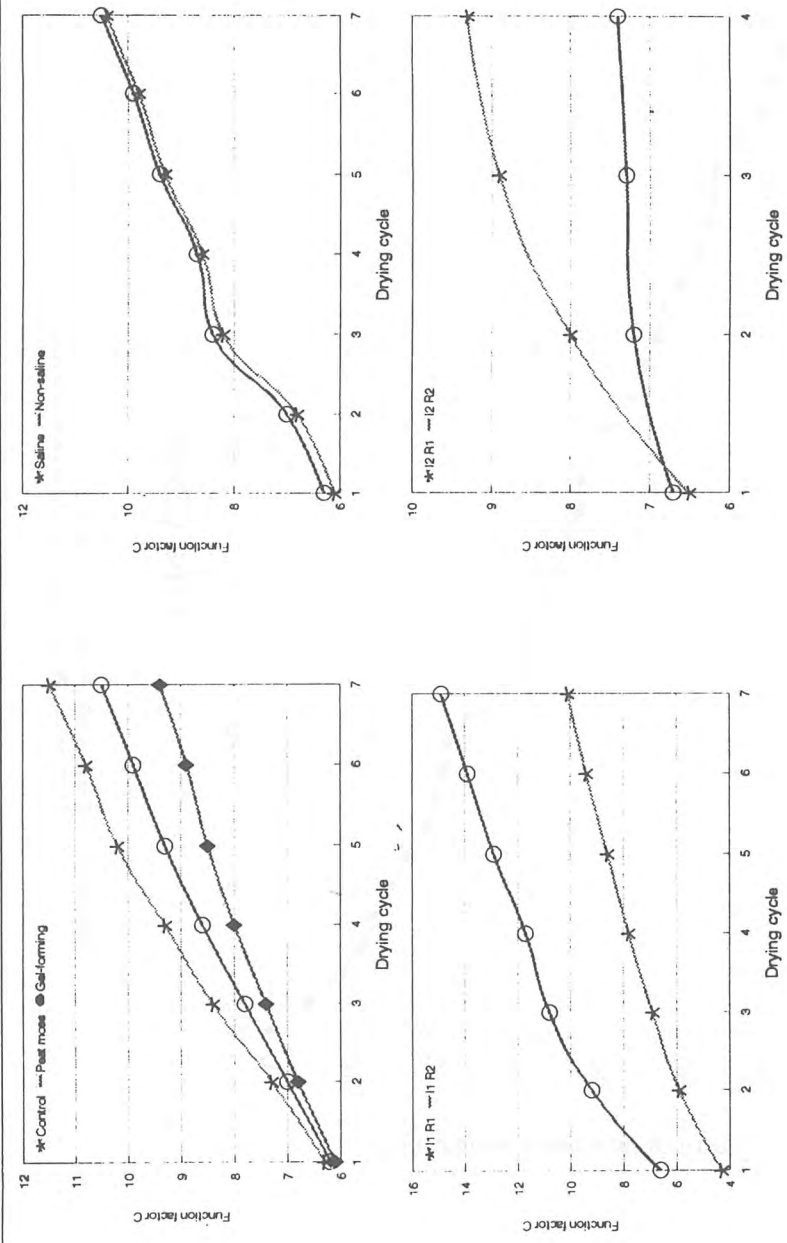 Function factor C
✶Control — Peat moss ● Gel-forming
12
11
10
9
8
7
6
1 2 3 4 5 6 7
Drying cycle
Function factor C
✶Saline — Non-saline
12
10
8
6
1 2 3 4 5 6 7
Drying cycle
Function factor C
✶I1 R1 — I1 R2
16
14
12
10
8
6
4
1 2 3 4 5 6 7
Drying cycle
Function factor C
✶I2 R1 — I2 R2
10
9
8
7
6
1 2 3 4
Drying cycle